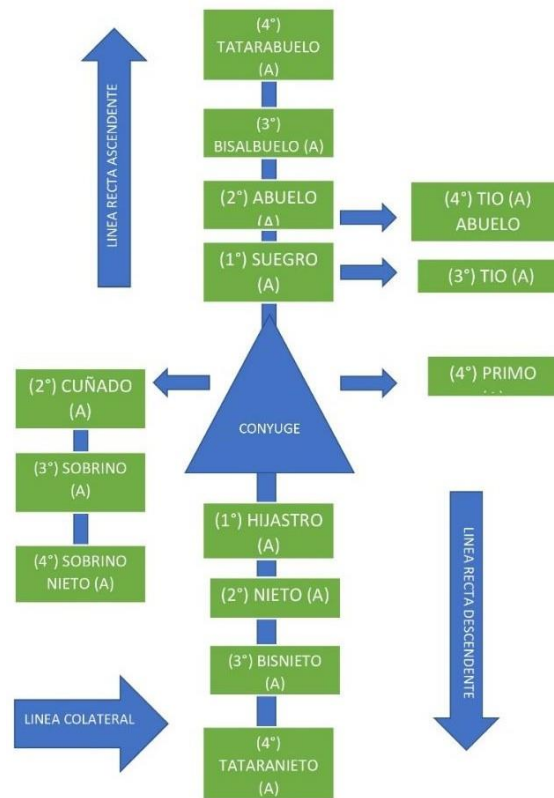 (4°)
TATARABUELO
(A)
LINEA RECTA ASCENDENTE
(3°)
BISALBUELO (A)
(2°) ABUELO
(A)
(4°) TIO (A)
ABUELO
(1°) SUEGRO
(A)
(3°) TIO (A)
(2°) CUÑADO
(A)
CONYUGE
(4°) PRIMO
(3°) SOBRINO
(A)
(4°) SOBRINO
NIETO (A)
(1°) HIJASTRO
(A)
(2°) NIETO (A)
(3°) BISNIETO
(A)
LINEA RECTA DESCENDENTE
LINEA COLATERAL
(4°)
TATARANIETO
(A)